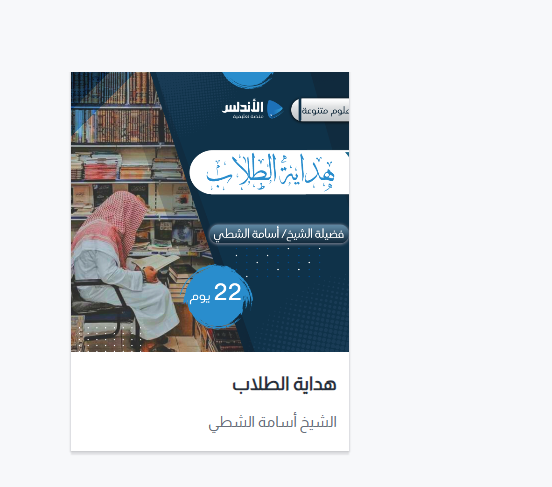 علوم متنوعة
الأندلس
منصة تعليمية
هداية الطلاب
فضيلة الشيخ/ أسامة الشطي
22 يوم
هداية الطلاب
الشيخ أسامة الشطي